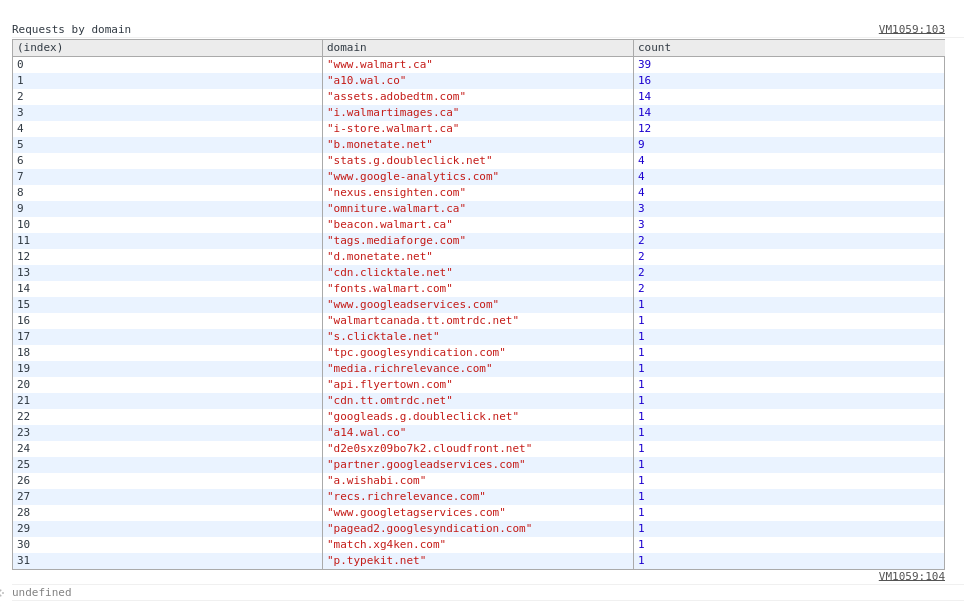 Requests by domain VM1059:103
(index) domain count
0 "www.walmart.ca" 39
1 "a10.wal.co" 16
2 "assets.adobedtm.com" 14
3 "i.walmartimages.ca" 14
4 "i-store.walmart.ca" 12
5 "b.monetate.net" 9
6 "stats.g.doubleclick.net" 4
7 "www.google-analytics.com" 4
8 "nexus.ensighten.com" 4
9 "omniture.walmart.ca" 3
10 "beacon.walmart.ca" 3
11 "tags.mediaforge.com" 2
12 "d.monetate.net" 2
13 "cdn.clicktale.net" 2
14 "fonts.walmart.com" 2
15 "www.googleadservices.com" 1
16 "walmartcanada.tt.omtrdc.net" 1
17 "s.clicktale.net" 1
18 "tpc.googlesyndication.com" 1
19 "media.richrelevance.com" 1
20 "api.flyertown.com" 1
21 "cdn.tt.omtrdc.net" 1
22 "googleads.g.doubleclick.net" 1
23 "a14.wal.co" 1
24 "d2e0sxz09bo7k2.cloudfront.net" 1
25 "partner.googleadservices.com" 1
26 "a.wishabi.com" 1
27 "recs.richrelevance.com" 1
28 "www.googletagservices.com" 1
29 "pagead2.googlesyndication.com" 1
30 "match.xg4ken.com" 1
31 "p.typekit.net" 1
VM1059:104
undefined